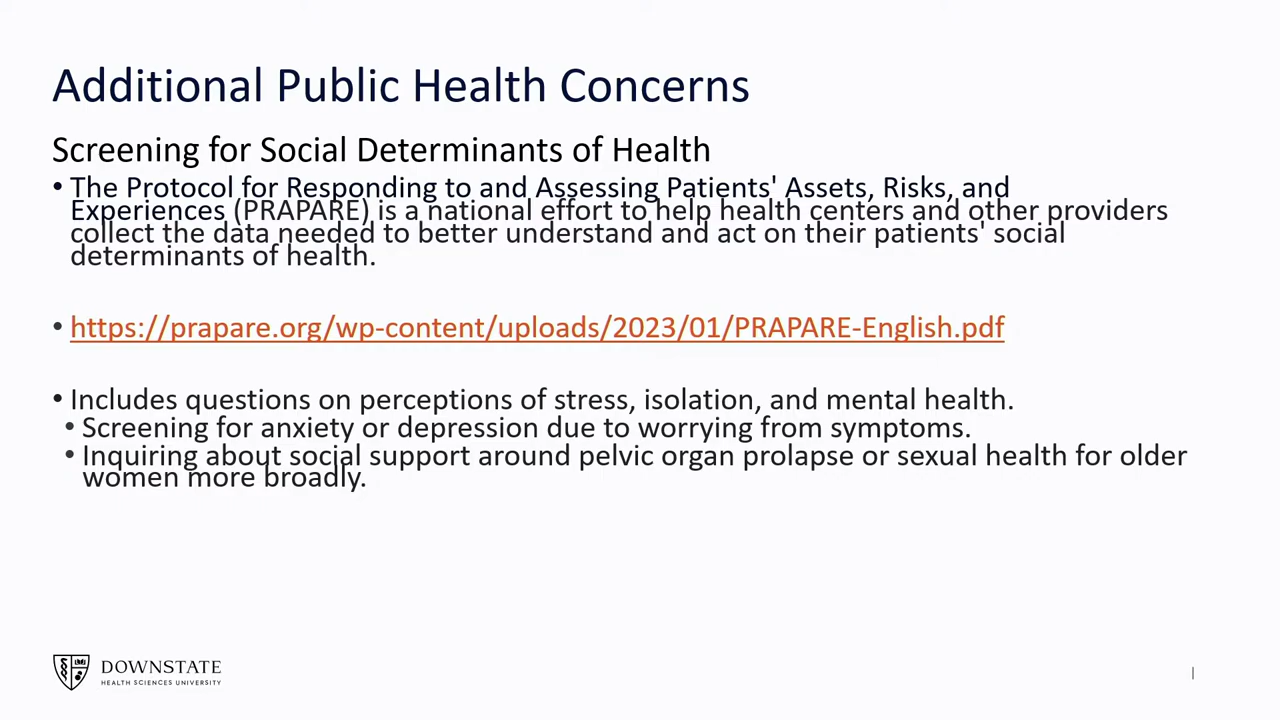 Additional Public Health Concerns
Screening for Social Determinants of Health
• The Protocol for Responding to and Assessing Patients' Assets, Risks, and
Experiences (PRAPARE) is a national effort to help health centers and other providers
collect the data needed to better understand and act on their patients' social
determinants of health.
• https://prapare.org/wp-content/uploads/2023/01/PRAPARE-English.pdf
• Includes questions on perceptions of stress, isolation, and mental health.
• Screening for anxiety or depression due to worrying from symptoms.
• Inquiring about social support around pelvic organ prolapse or sexual health for older
women more broadly.
DOWNSTATE
HEALTH SCIENCES UNIVERSITY
|